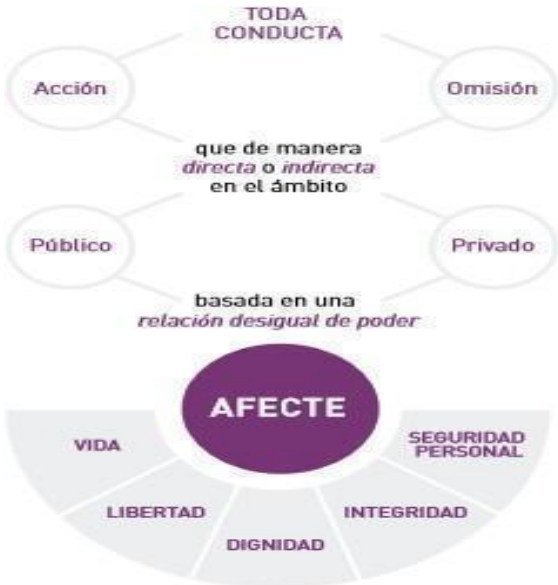 TODA
CONDUCTA
Acción
Omisión
que de manera
directa o indirecta
en el ámbito
Público
Privado
basada en una
relación desigual de poder
AFECTE
VIDA
LIBERTAD
DIGNIDAD
INTEGRIDAD
SEGURIDAD
PERSONAL